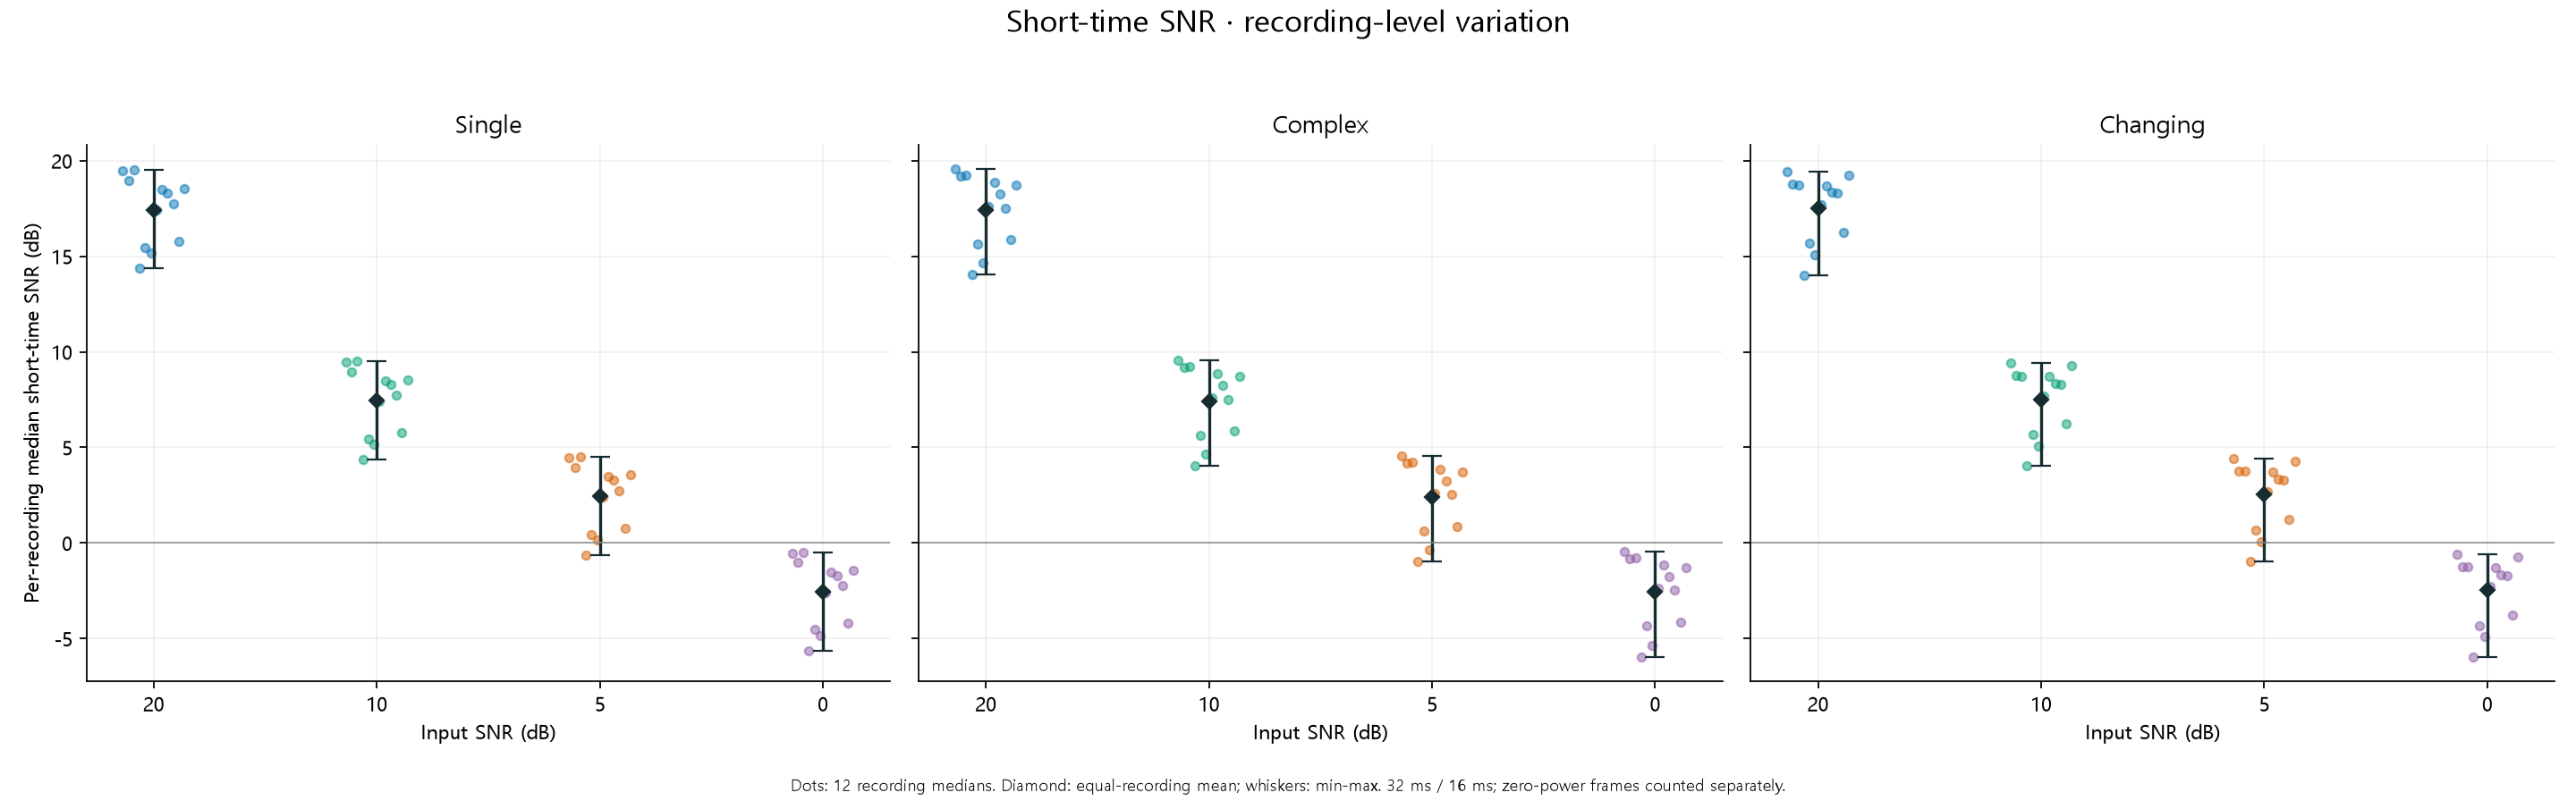 Short-time SNR · recording-level variation
Single
Complex
Changing
Per-recording median short-time SNR (dB)
20
15
10
5
0
-5
20 10 5 0
20 10 5 0
20 10 5 0
Input SNR (dB)
Input SNR (dB)
Input SNR (dB)
Dots: 12 recording medians. Diamond: equal-recording mean; whiskers: min-max. 32 ms / 16 ms; zero-power frames counted separately.